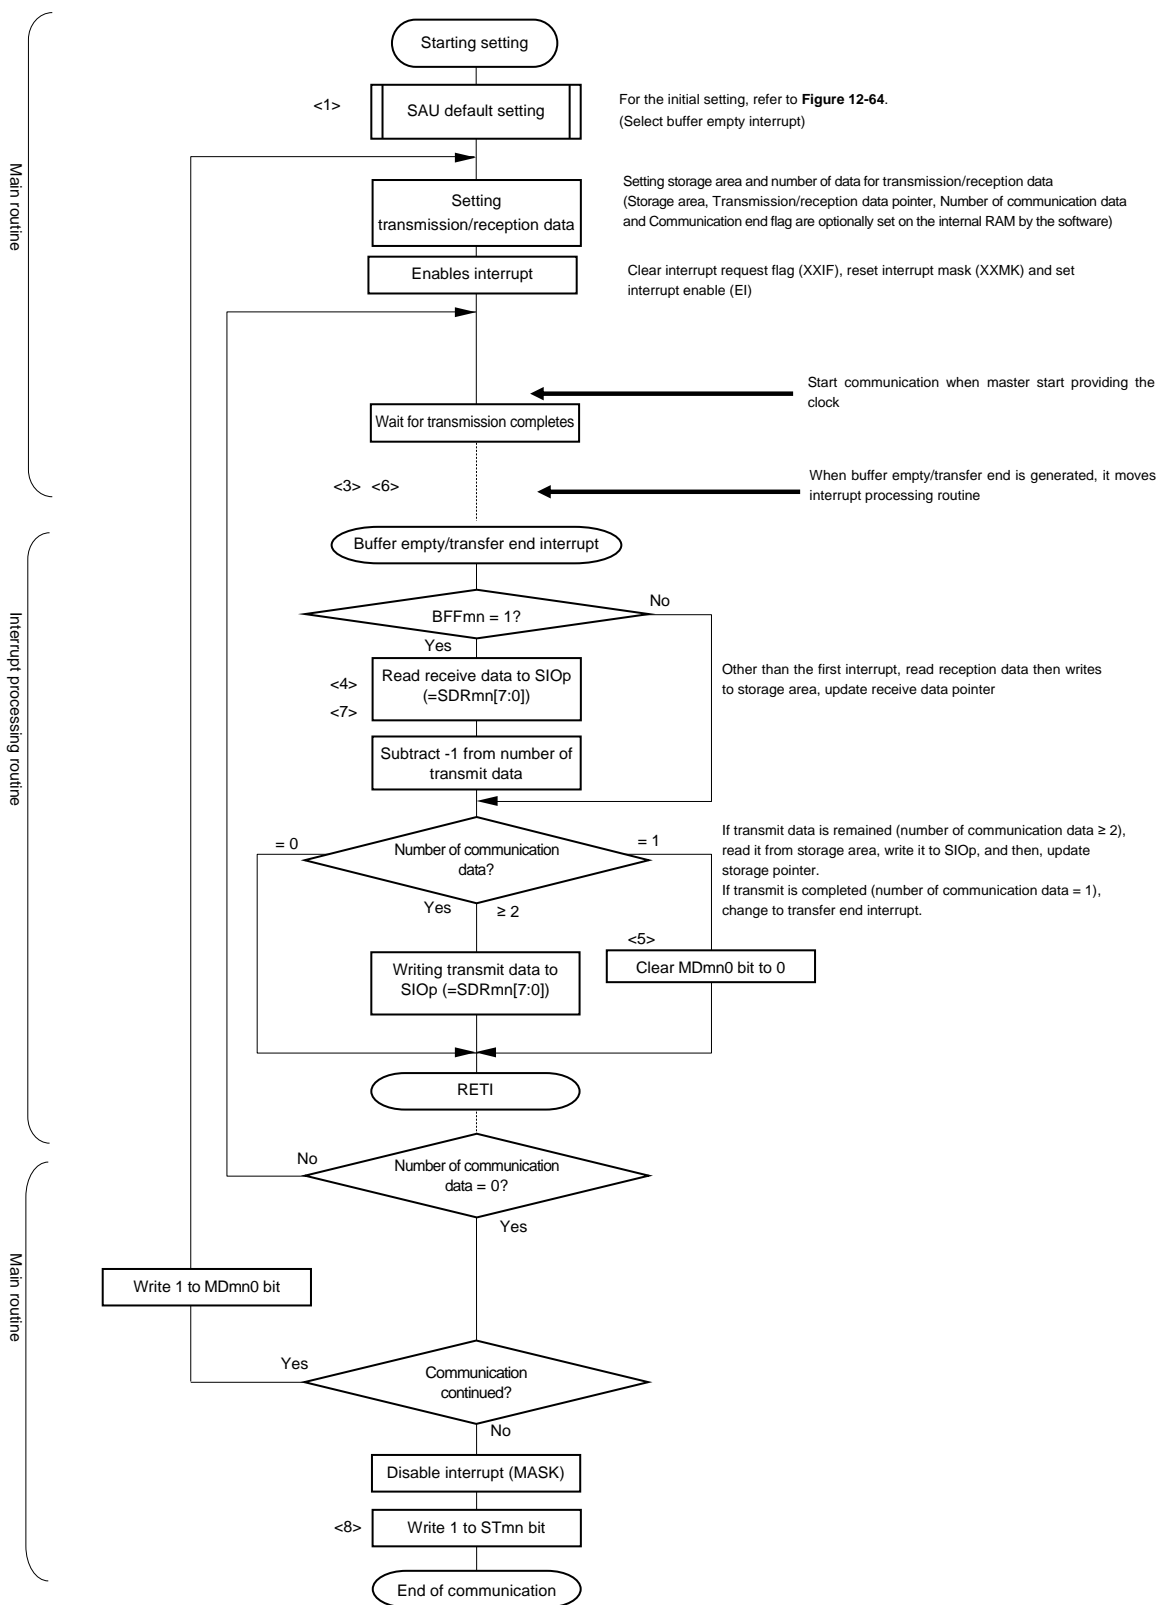 Starting setting
<1>
SAU default setting
For the initial setting, refer to Figure 12-64.
(Select buffer empty interrupt)
Main routine
Setting
transmission/reception data
Setting storage area and number of data for transmission/reception data
(Storage area, Transmission/reception data pointer, Number of communication data
and Communication end flag are optionally set on the internal RAM by the software)
Enables interrupt
Clear interrupt request flag (XXIF), reset interrupt mask (XXMK) and set
interrupt enable (EI)
Start communication when master start providing the
clock
Wait for transmission completes
<3> <6>
When buffer empty/transfer end is generated, it moves
interrupt processing routine
Buffer empty/transfer end interrupt
Interrupt processing routine
BFFmn = 1?
No
Yes
<4>
<7>
Read receive data to SIOp
(=SDRmn[7:0])
Other than the first interrupt, read reception data then writes
to storage area, update receive data pointer
Subtract -1 from number of
transmit data
= 0
Number of communication
data?
= 1
Yes
≥ 2
If transmit data is remained (number of communication data ≥ 2),
read it from storage area, write it to SIOp, and then, update
storage pointer.
If transmit is completed (number of communication data = 1),
change to transfer end interrupt.
<5>
Writing transmit data to
SIOp (=SDRmn[7:0])
Clear MDmn0 bit to 0
RETI
No
Number of communication
data = 0?
Yes
Main routine
Write 1 to MDmn0 bit
Yes
Communication
continued?
No
Disable interrupt (MASK)
<8>
Write 1 to STmn bit
End of communication